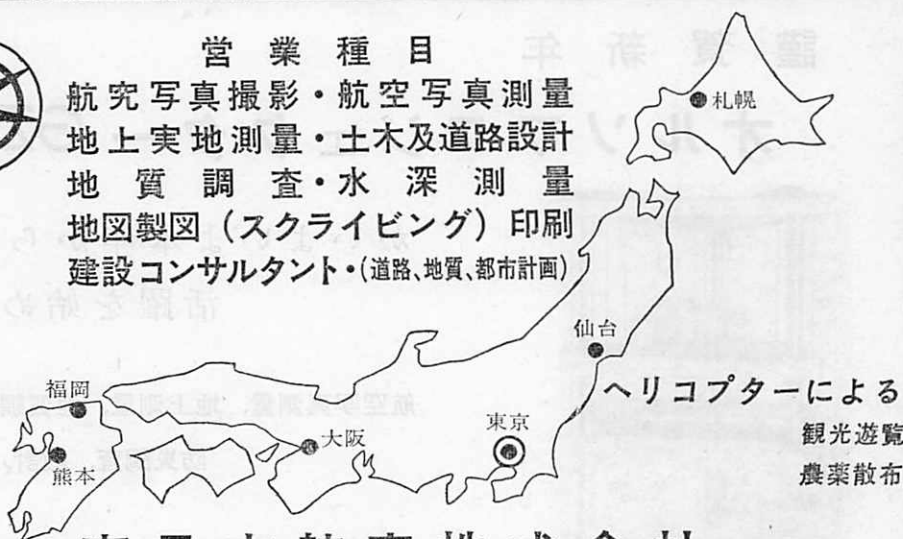 営業種目
航究写真撮影・航空写真測量
地上実地測量・土木及道路設計
地質調査・水深測量
地図製図（スクライビング）印刷
建設コンサルタント・(道路、地質、都市計画)
札幌
仙台
ヘリコプターによる
観光遊覧
農薬散布
福岡
東京
大阪
熊本
株式会社